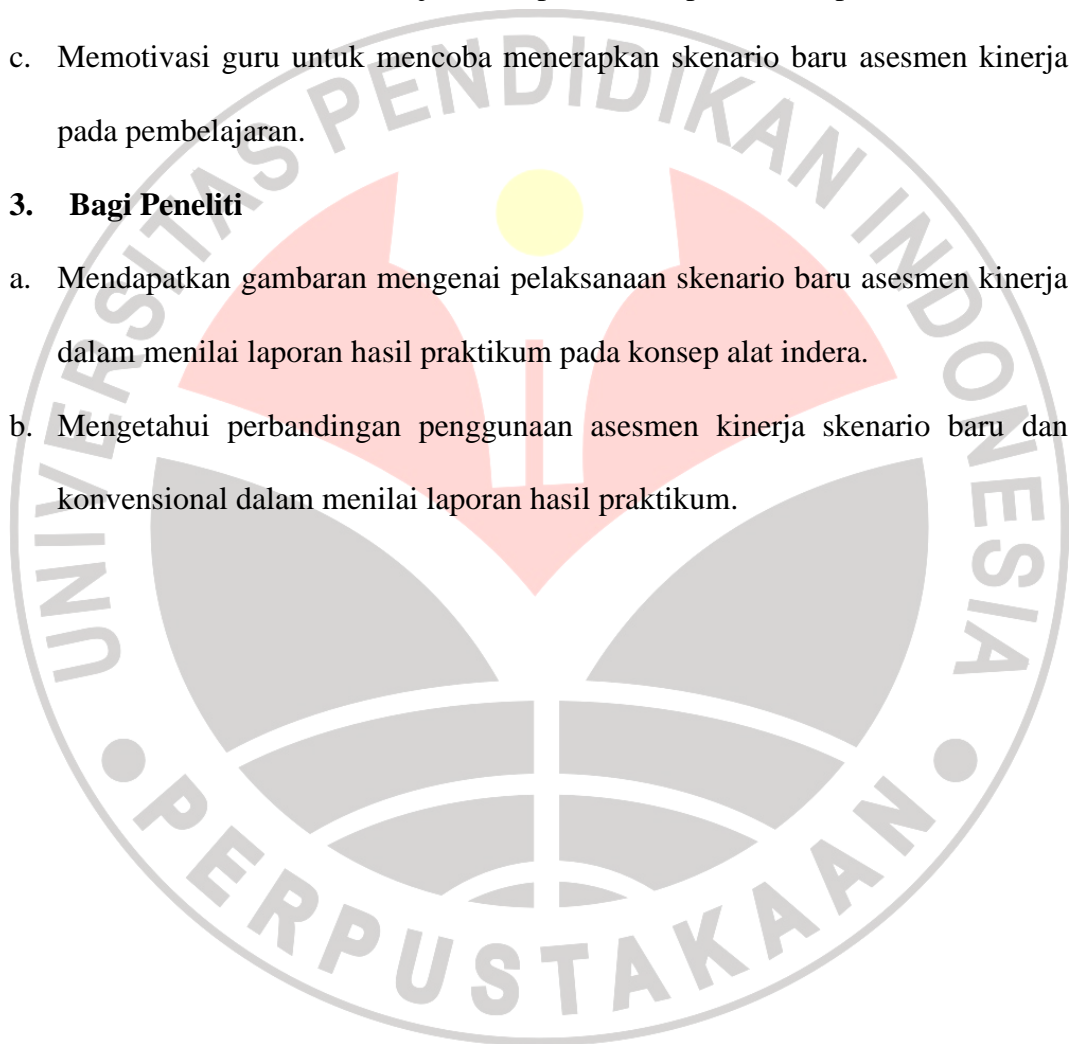 c. Memotivasi guru untuk mencoba menerapkan skenario baru asesmen kinerja
pada pembelajaran.
3. Bagi Peneliti
a. Mendapatkan gambaran mengenai pelaksanaan skenario baru asesmen kinerja
dalam menilai laporan hasil praktikum pada konsep alat indera.
b. Mengetahui perbandingan penggunaan asesmen kinerja skenario baru dan
konvensional dalam menilai laporan hasil praktikum.
UNIVERSITAS PENDIDIKAN INDONESIA
PERPUSTAKAAN